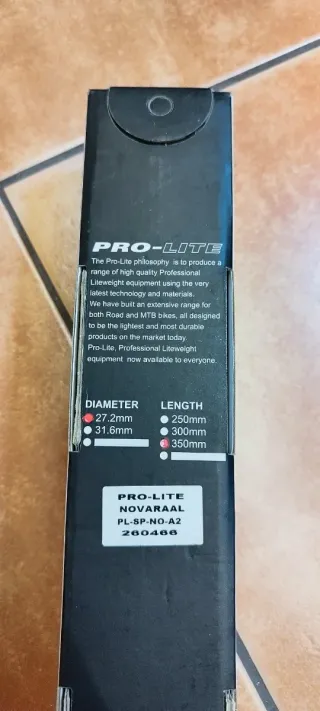 PRO-LITE
The Pro-Lite philosophy is to produce a
range of high quality Professional
Liteweight equipment using the very
latest technology and materials.
We have built an extensive range for
both Road and MTB bikes, all designed
to be the lightest and most durable
products on the market today.
Pro-Lite, Professional Liteweight
equipment now available to everyone.
DIAMETER LENGTH
27.2mm 250mm
31.6mm 300mm
350mm
PRO-LITE
NOVARAAL
PL-SP-NO-A2
260466